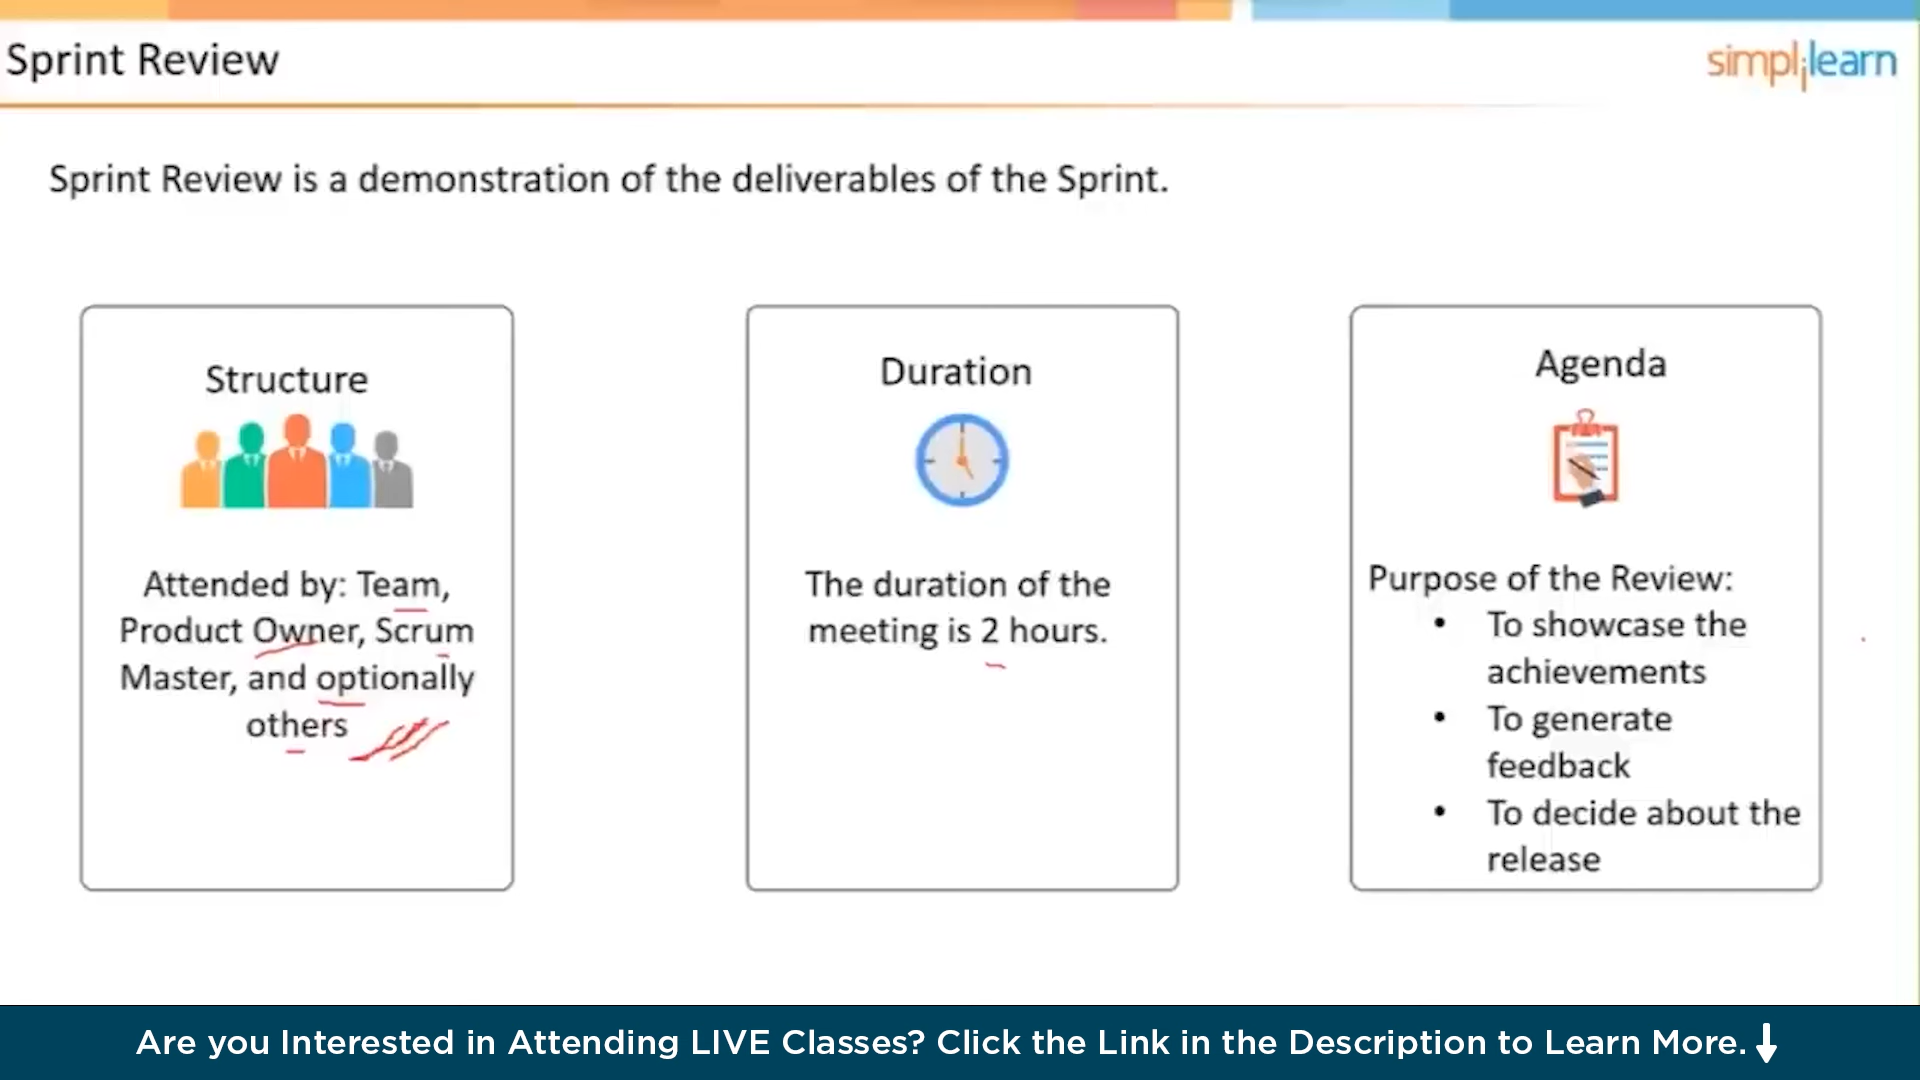 Sprint Review
simplilearn
Sprint Review is a demonstration of the deliverables of the Sprint.
Structure
Attended by: Team,
Product Owner, Scrum
Master, and optionally
others
Duration
The duration of the
meeting is 2 hours.
Agenda
Purpose of the Review:
• To showcase the
achievements
• To generate
feedback
• To decide about the
release
Are you Interested in Attending LIVE Classes? Click the Link in the Description to Learn More.